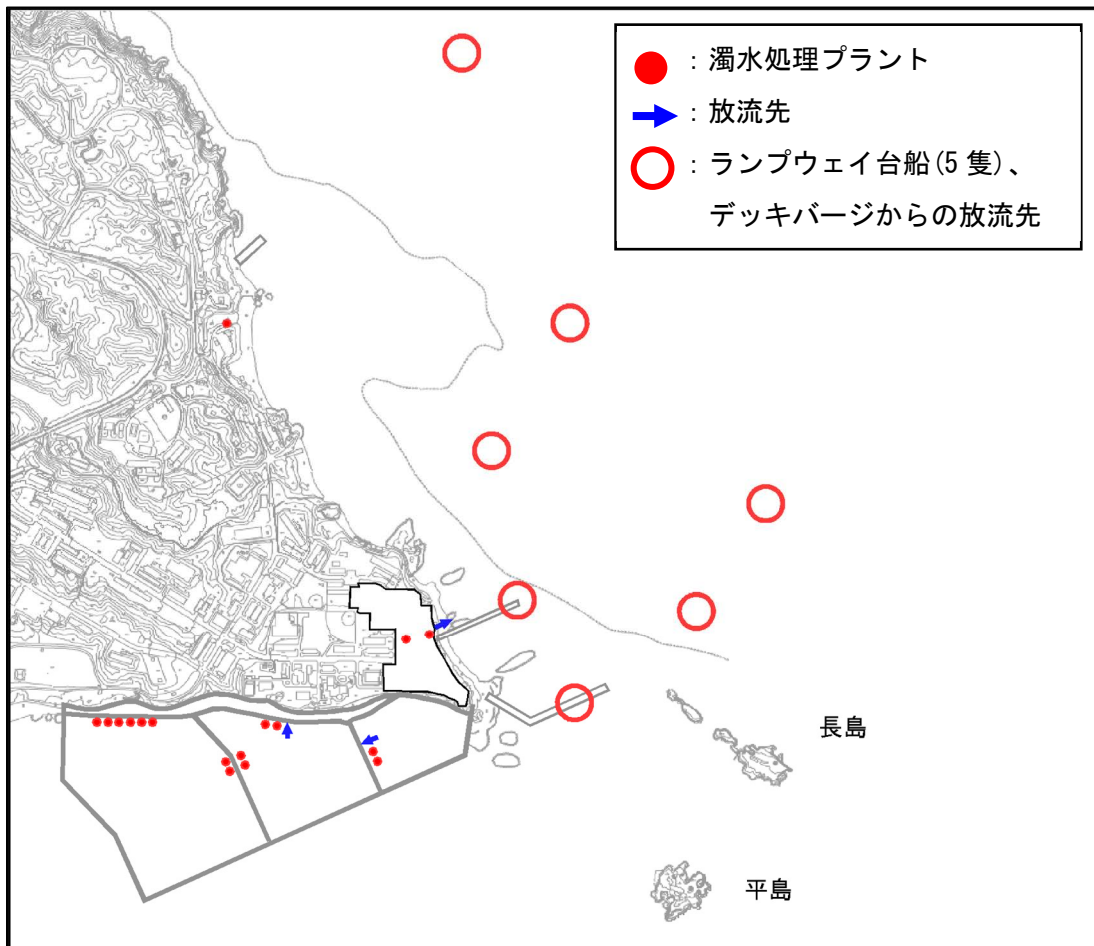 ：濁水処理プラント
：放流先
：ランプウェイ台船(5 隻)、
デッキバージからの放流先
長島
平島